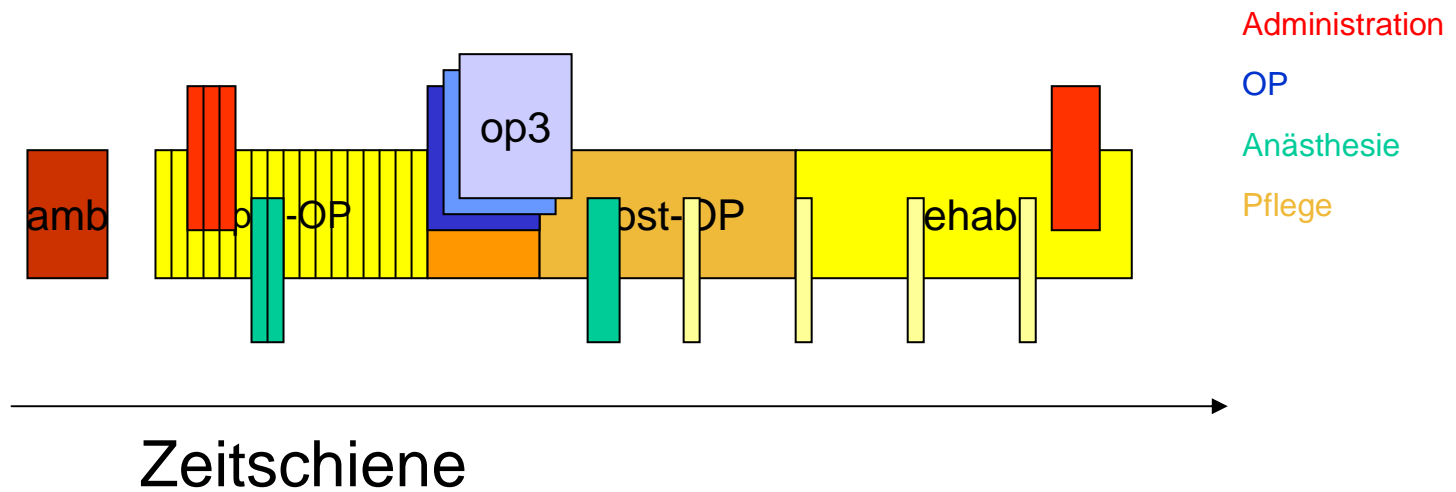 Administration
OP
Anästhesie
Pflege
op3
amb
-OP
ost-OP
ehab
Zeitschiene